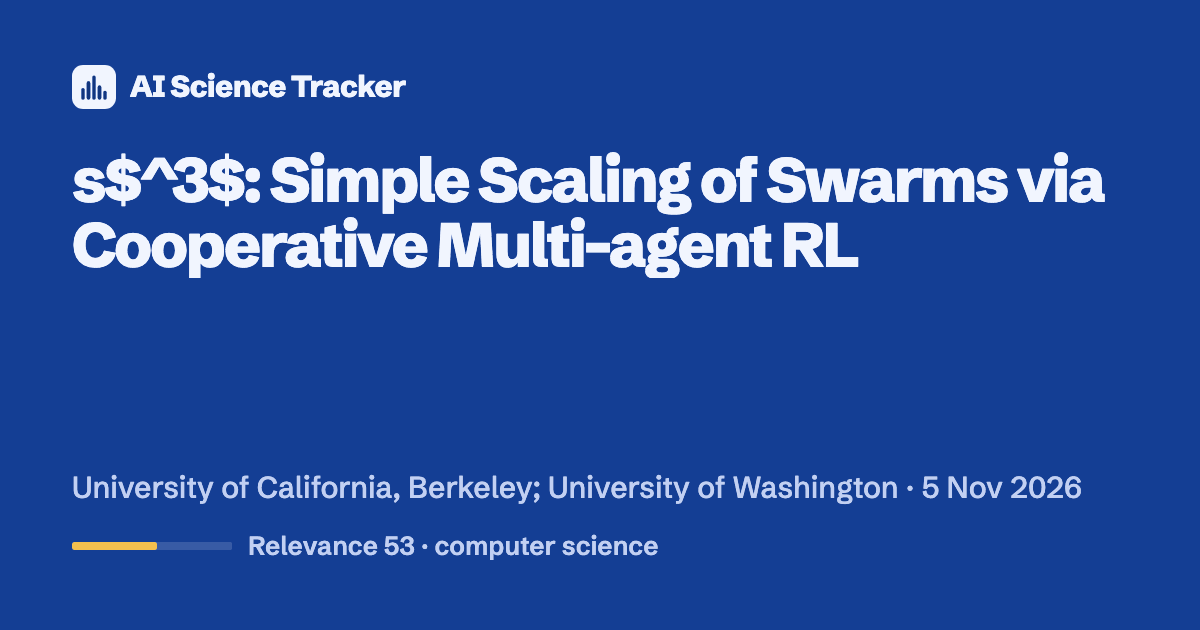 AI Science Tracker
s$^3$: Simple Scaling of Swarms via
Cooperative Multi-agent RL
University of California, Berkeley; University of Washington · 5 Nov 2026
Relevance 53 · computer science